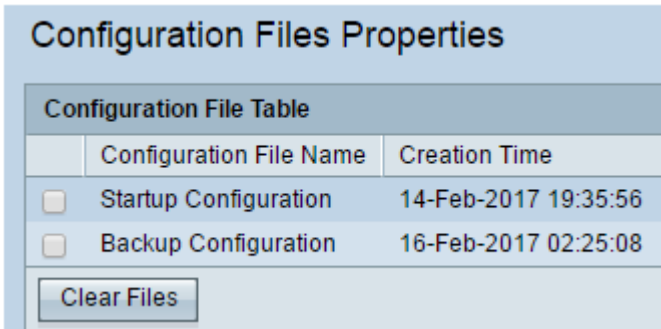 Configuration Files Properties
Configuration File Table
Configuration File Name Creation Time
Startup Configuration 14-Feb-2017 19:35:56
Backup Configuration 16-Feb-2017 02:25:08
Clear Files